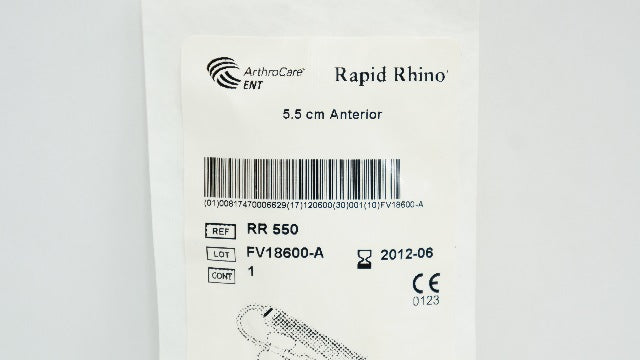 ArthroCare™ ENT
Rapid Rhino
5.5 cm Anterior
(01)00817470006629(17)120600(30)001(10)FV18600-A
REF RR 550
LOT FV18600-A 2012-06
CONT 1
CE
0123